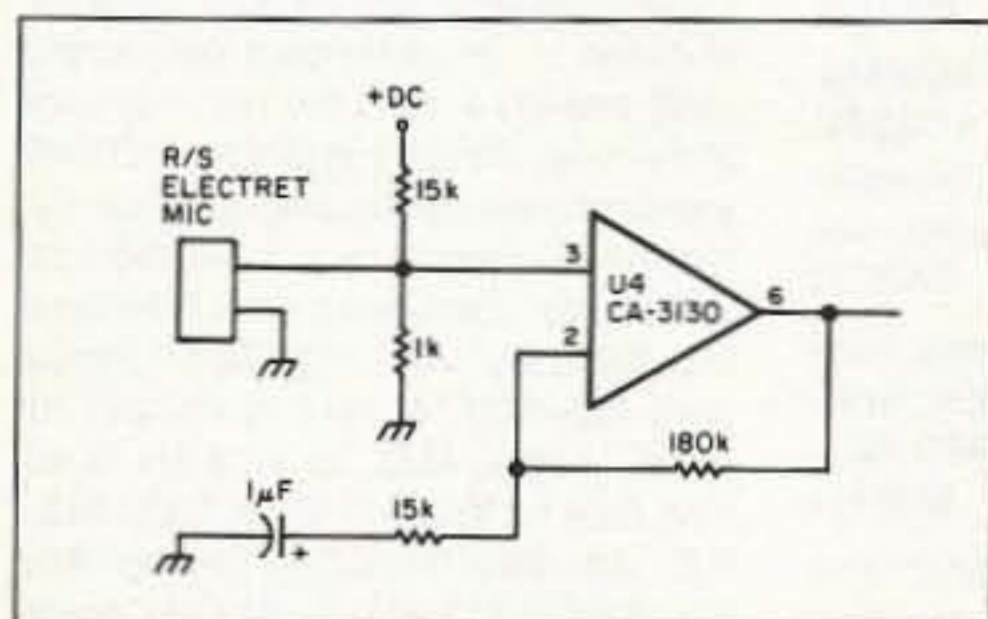 +DC
R/S
ELECTRET
MIC
15k
3
U4
CA-3130
6
2
1k
180k
1µF
15k
+